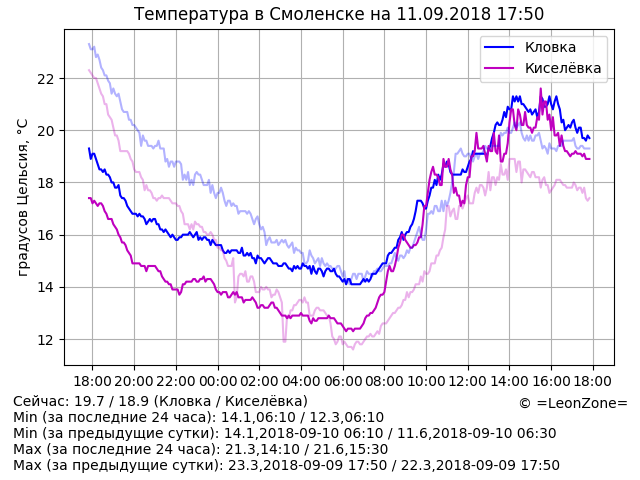 Температура в Смоленске на 11.09.2018 17:50
Кловка
Киселёвка
градусов Цельсия, °C
22
20
18
16
14
12
18:00 20:00 22:00 00:00 02:00 04:00 06:00 08:00 10:00 12:00 14:00 16:00 18:00
Сейчас: 19.7 / 18.9 (Кловка / Киселёвка)
© =LeonZone=
Min (за последние 24 часа): 14.1,06:10 / 12.3,06:10
Min (за предыдущие сутки): 14.1,2018-09-10 06:10 / 11.6,2018-09-10 06:30
Max (за последние 24 часа): 21.3,14:10 / 21.6,15:30
Max (за предыдущие сутки): 23.3,2018-09-09 17:50 / 22.3,2018-09-09 17:50